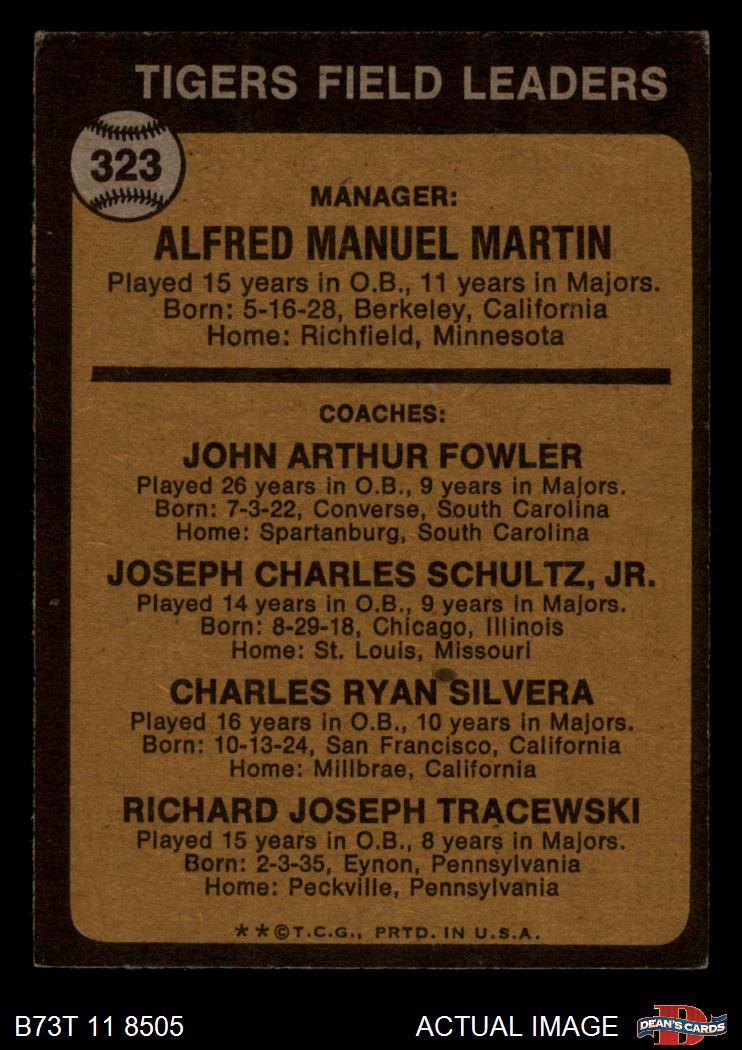 TIGERS FIELD LEADERS
323
MANAGER:
ALFRED MANUEL MARTIN
Played 15 years in O.B., 11 years in Majors.
Born: 5-16-28, Berkeley, California
Home: Richfield, Minnesota
COACHES:
JOHN ARTHUR FOWLER
Played 26 years in O.B., 9 years in Majors.
Born: 7-3-22, Converse, South Carolina
Home: Spartanburg, South Carolina
JOSEPH CHARLES SCHULTZ, JR.
Played 14 years in O.B., 9 years in Majors.
Born: 8-29-18, Chicago, Illinois
Home: St. Louis, Missouri
CHARLES RYAN SILVERA
Played 16 years in O.B., 10 years in Majors.
Born: 10-13-24, San Francisco, California
Home: Millbrae, California
RICHARD JOSEPH TRACEWSKI
Played 15 years in O.B., 8 years in Majors.
Born: 2-3-35, Eynon, Pennsylvania
Home: Peckville, Pennsylvania
**©T.C.G., PRTD. IN U.S.A.
B73T 11 8505 ACTUAL IMAGE
D DEAN'S CARDS